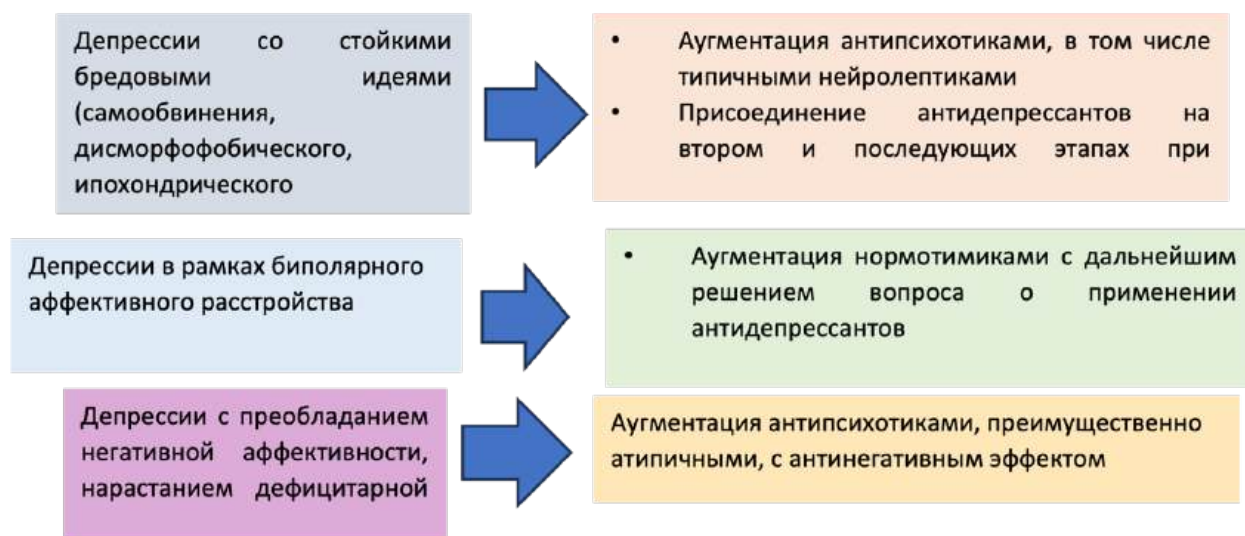 Депрессии со стойкими
бредовыми идеями
(самообвинения,
дисморфофобического,
ипохондрического
• Аугментация антипсихотиками, в том числе
типичными нейролептиками
• Присоединение антидепрессантов на
втором и последующих этапах при
Депрессии в рамках биполярного
аффективного расстройства
• Аугментация нормотимиками с дальнейшим
решением вопроса о применении
антидепрессантов
Депрессии с преобладанием
негативной аффективности,
нарастанием дефицитарной
Аугментация антипсихотиками, преимущественно
атипичными, с антинегативным эффектом